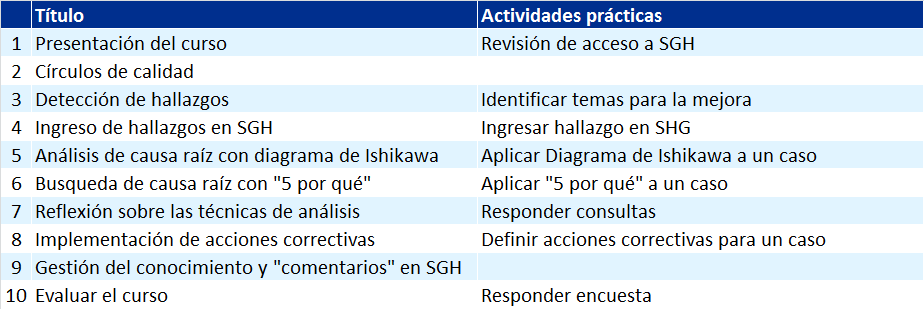 Título Actividades prácticas
1 Presentación del curso Revisión de acceso a SGH
2 Círculos de calidad
3 Detección de hallazgos Identificar temas para la mejora
4 Ingreso de hallazgos en SGH Ingresar hallazgo en SHG
5 Análisis de causa raíz con diagrama de Ishikawa Aplicar Diagrama de Ishikawa a un caso
6 Busqueda de causa raíz con "5 por qué" Aplicar "5 por qué" a un caso
7 Reflexión sobre las técnicas de análisis Responder consultas
8 Implementación de acciones correctivas Definir acciones correctivas para un caso
9 Gestión del conocimiento y "comentarios" en SGH
10 Evaluar el curso Responder encuesta